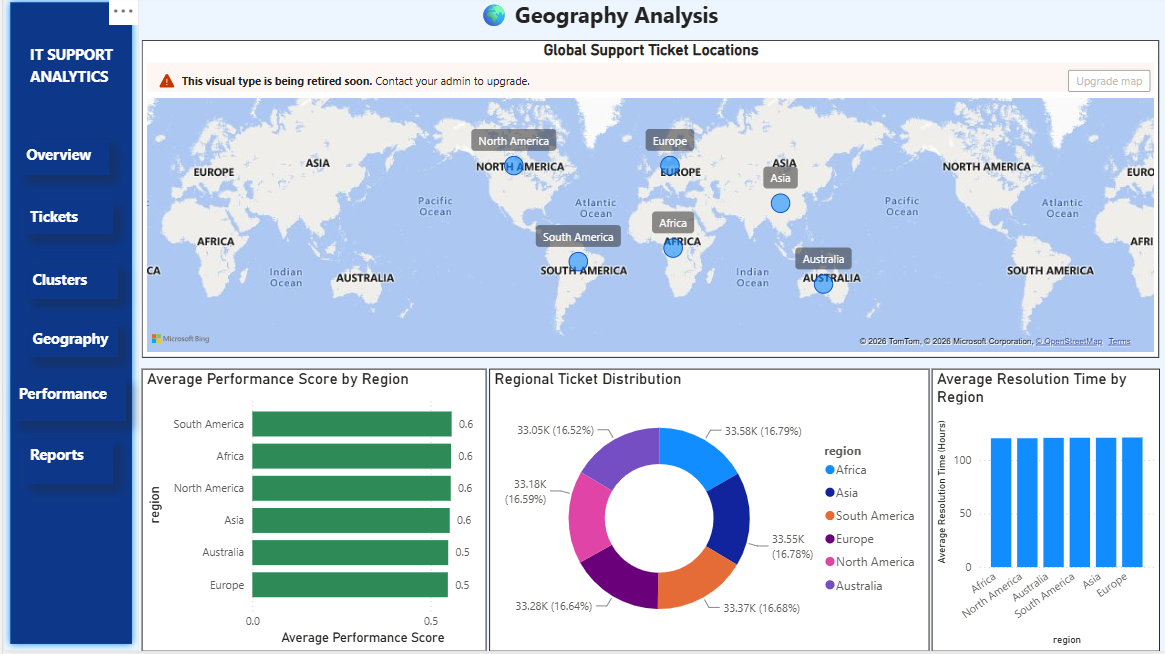 ...
IT SUPPORT
ANALYTICS
Overview
Tickets
Clusters
Geography
Performance
Reports
Geography Analysis
Global Support Ticket Locations
This visual type is being retired soon. Contact your admin to upgrade.
Upgrade map
North America
Europe
ASIA
ASIA
NORTH AMERICA
NORTH AMERICA
EUROPE
EUROPE
EURO
Asia
Pacific
Ocean
Atlantic
Ocean
Pacific
Ocean
Atlantic
Ocean
Africa
South America
AFRICA
AFRICA
AFRI
Australia
CA
Indian
Ocean
AUSTRALIA
SOUTH AMERICA
Indian
Ocean
AUSTRALIA
SOUTH AMERICA
Microsoft Bing
© 2026 TomTom, © 2026 Microsoft Corporation, © OpenStreetMap Terms
Average Performance Score by Region
region
South America 0.6
Africa 0.6
North America 0.6
Asia 0.6
Australia 0.5
Europe 0.5
0.0 0.5
Average Performance Score
Regional Ticket Distribution
33.05K (16.52%)
33.58K (16.79%)
33.18K
(16.59%)
33.55K
(16.78%)
33.28K (16.64%)
33.37K (16.68%)
region
Africa
Asia
South America
Europe
North America
Australia
Average Resolution Time by
Region
Average Resolution Time (Hours)
100
50
0
Africa
North America
Australia
South America
Asia
Europe
region